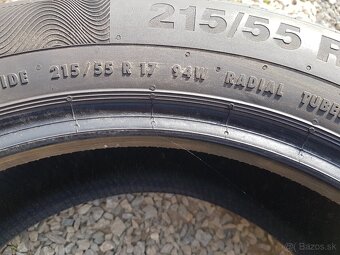 215/55 R
IDE 215/55 R 17 94W RADIAL TUBE
Bazos.sk